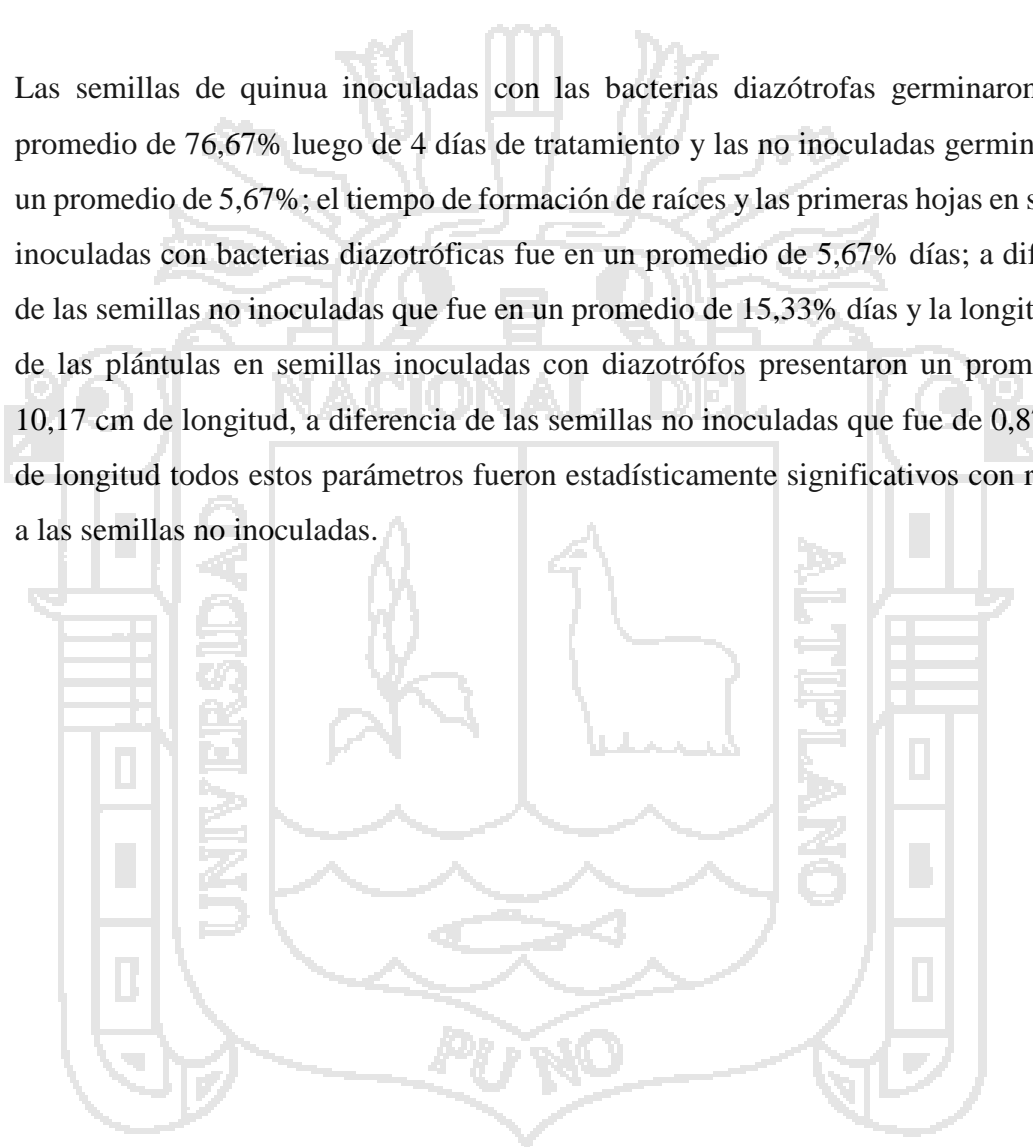 Las semillas de quinua inoculadas con las bacterias diazótrofas germinaron
promedio de 76,67% luego de 4 días de tratamiento y las no inoculadas
un promedio de 5,67%; el tiempo de formación de raíces y las primeras hojas en
inoculadas con bacterias diazotróficas fue en un promedio de 5,67% días; a
de las semillas no inoculadas que fue en un promedio de 15,33% días y la
de las plántulas en semillas inoculadas con diazotrófos presentaron un
10,17 cm de longitud, a diferencia de las semillas no inoculadas que fue de
de longitud todos estos parámetros fueron estadísticamente significativos con
a las semillas no inoculadas.
NACIONAL DEL
UNIVERSIDAD
ALTIPLANO
PUNO